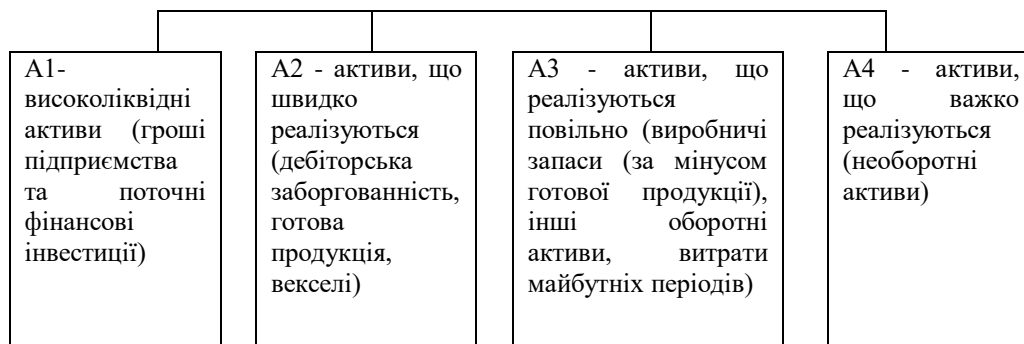 А1-
високоліквідні
активи (гроші
підприємства
та поточні
фінансові
інвестиції)
А2 - активи, що
швидко
реалізуються
(дебіторська
заборгованність,
готова
продукція,
векселі)
А3 - активи, що
реалізуються
повільно (виробничі
запаси (за мінусом
готової продукції),
інші оборотні
активи, витрати
майбутніх періодів)
А4 - активи,
що важко
реалізуються
(необоротні
активи)